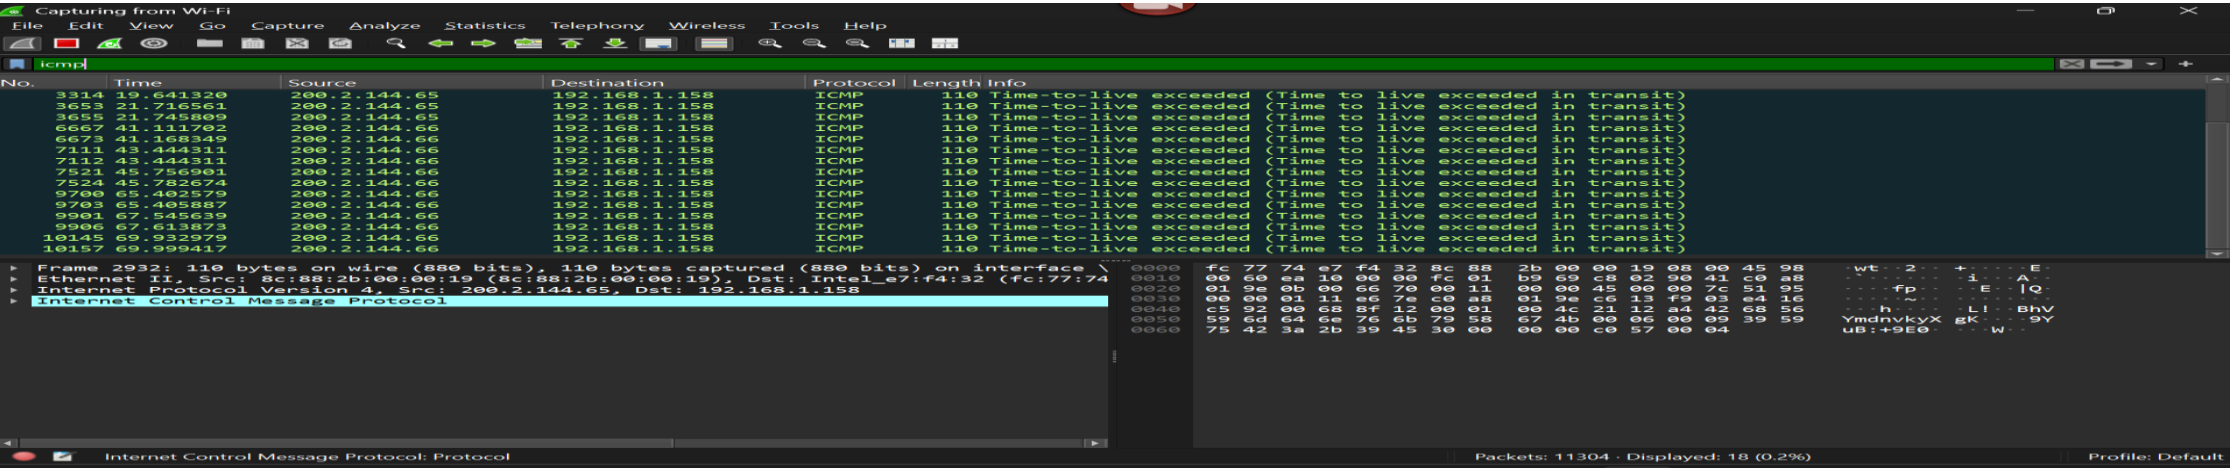 Capturing from Wi-Fi
File Edit View Go Capture Analyze Statistics Telephony Wireless Tools Help
icmp
No. Time Source Destination Protocol Length Info
3314 19.641320 200.2.144.65 192.168.1.158 ICMP 110 Time-to-live exceeded (Time to live exceeded in transit)
3653 21.716561 200.2.144.65 192.168.1.158 ICMP 110 Time-to-live exceeded (Time to live exceeded in transit)
3655 21.745809 200.2.144.65 192.168.1.158 ICMP 110 Time-to-live exceeded (Time to live exceeded in transit)
6667 41.111702 200.2.144.66 192.168.1.158 ICMP 110 Time-to-live exceeded (Time to live exceeded in transit)
6673 41.168349 200.2.144.66 192.168.1.158 ICMP 110 Time-to-live exceeded (Time to live exceeded in transit)
7111 43.444311 200.2.144.66 192.168.1.158 ICMP 110 Time-to-live exceeded (Time to live exceeded in transit)
7112 43.444311 200.2.144.66 192.168.1.158 ICMP 110 Time-to-live exceeded (Time to live exceeded in transit)
7521 45.756901 200.2.144.66 192.168.1.158 ICMP 110 Time-to-live exceeded (Time to live exceeded in transit)
7524 45.782674 200.2.144.66 192.168.1.158 ICMP 110 Time-to-live exceeded (Time to live exceeded in transit)
9700 65.402579 200.2.144.66 192.168.1.158 ICMP 110 Time-to-live exceeded (Time to live exceeded in transit)
9703 65.405887 200.2.144.66 192.168.1.158 ICMP 110 Time-to-live exceeded (Time to live exceeded in transit)
9901 67.545639 200.2.144.66 192.168.1.158 ICMP 110 Time-to-live exceeded (Time to live exceeded in transit)
9906 67.613873 200.2.144.66 192.168.1.158 ICMP 110 Time-to-live exceeded (Time to live exceeded in transit)
10145 69.932979 200.2.144.66 192.168.1.158 ICMP 110 Time-to-live exceeded (Time to live exceeded in transit)
10157 69.999417 200.2.144.66 192.168.1.158 ICMP 110 Time-to-live exceeded (Time to live exceeded in transit)
Frame 2932: 110 bytes on wire (880 bits), 110 bytes captured (880 bits) on interface \
Ethernet II, Src: 8c:88:2b:00:00:19 (8c:88:2b:00:00:19), Dst: Intel_e7:f4:32 (fc:77:74
Internet Protocol Version 4, Src: 200.2.144.65, Dst: 192.168.1.158
Internet Control Message Protocol
0000 fc 77 74 e7 f4 32 8c 88 2b 00 00 19 08 00 45 98 ·wt··2·· +·····E·
0010 00 60 ea 10 00 00 fc 01 b9 69 c8 02 90 41 c0 a8 ·`······ ·i···A··
0020 01 9e 0b 00 66 70 00 11 00 00 45 00 00 7c 51 95 ····fp·· ··E··|Q·
0030 00 00 01 11 e6 7e c0 a8 01 9e c6 13 f9 03 e4 16 ·····~·· ········
0040 c5 92 00 68 8f 12 00 01 00 4c 21 12 a4 42 68 56 ···h···· ·L!··BhV
0050 59 6d 64 6e 76 6b 79 58 67 4b 00 06 00 09 39 59 YmdnvkyX gK····9Y
0060 75 42 3a 2b 39 45 30 00 00 00 c0 57 00 04 uB:+9E0· ···W··
Internet Control Message Protocol: Protocol
Packets: 11304 · Displayed: 18 (0.2%)
Profile: Default